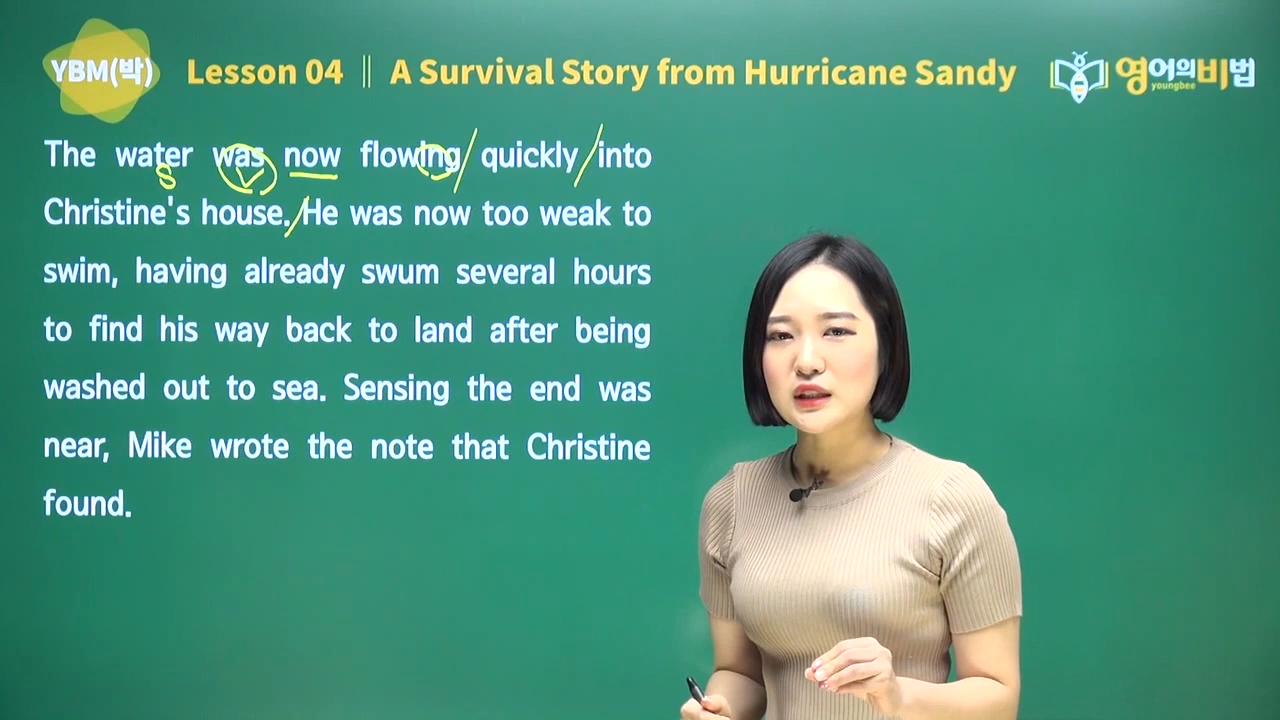 YBM(박)
Lesson 04 || A Survival Story from Hurricane Sandy
영어의비법
youngbee
The water was now flowing quickly into
S V
Christine's house. He was now too weak to
swim, having already swum several hours
to find his way back to land after being
washed out to sea. Sensing the end was
near, Mike wrote the note that Christine
found.